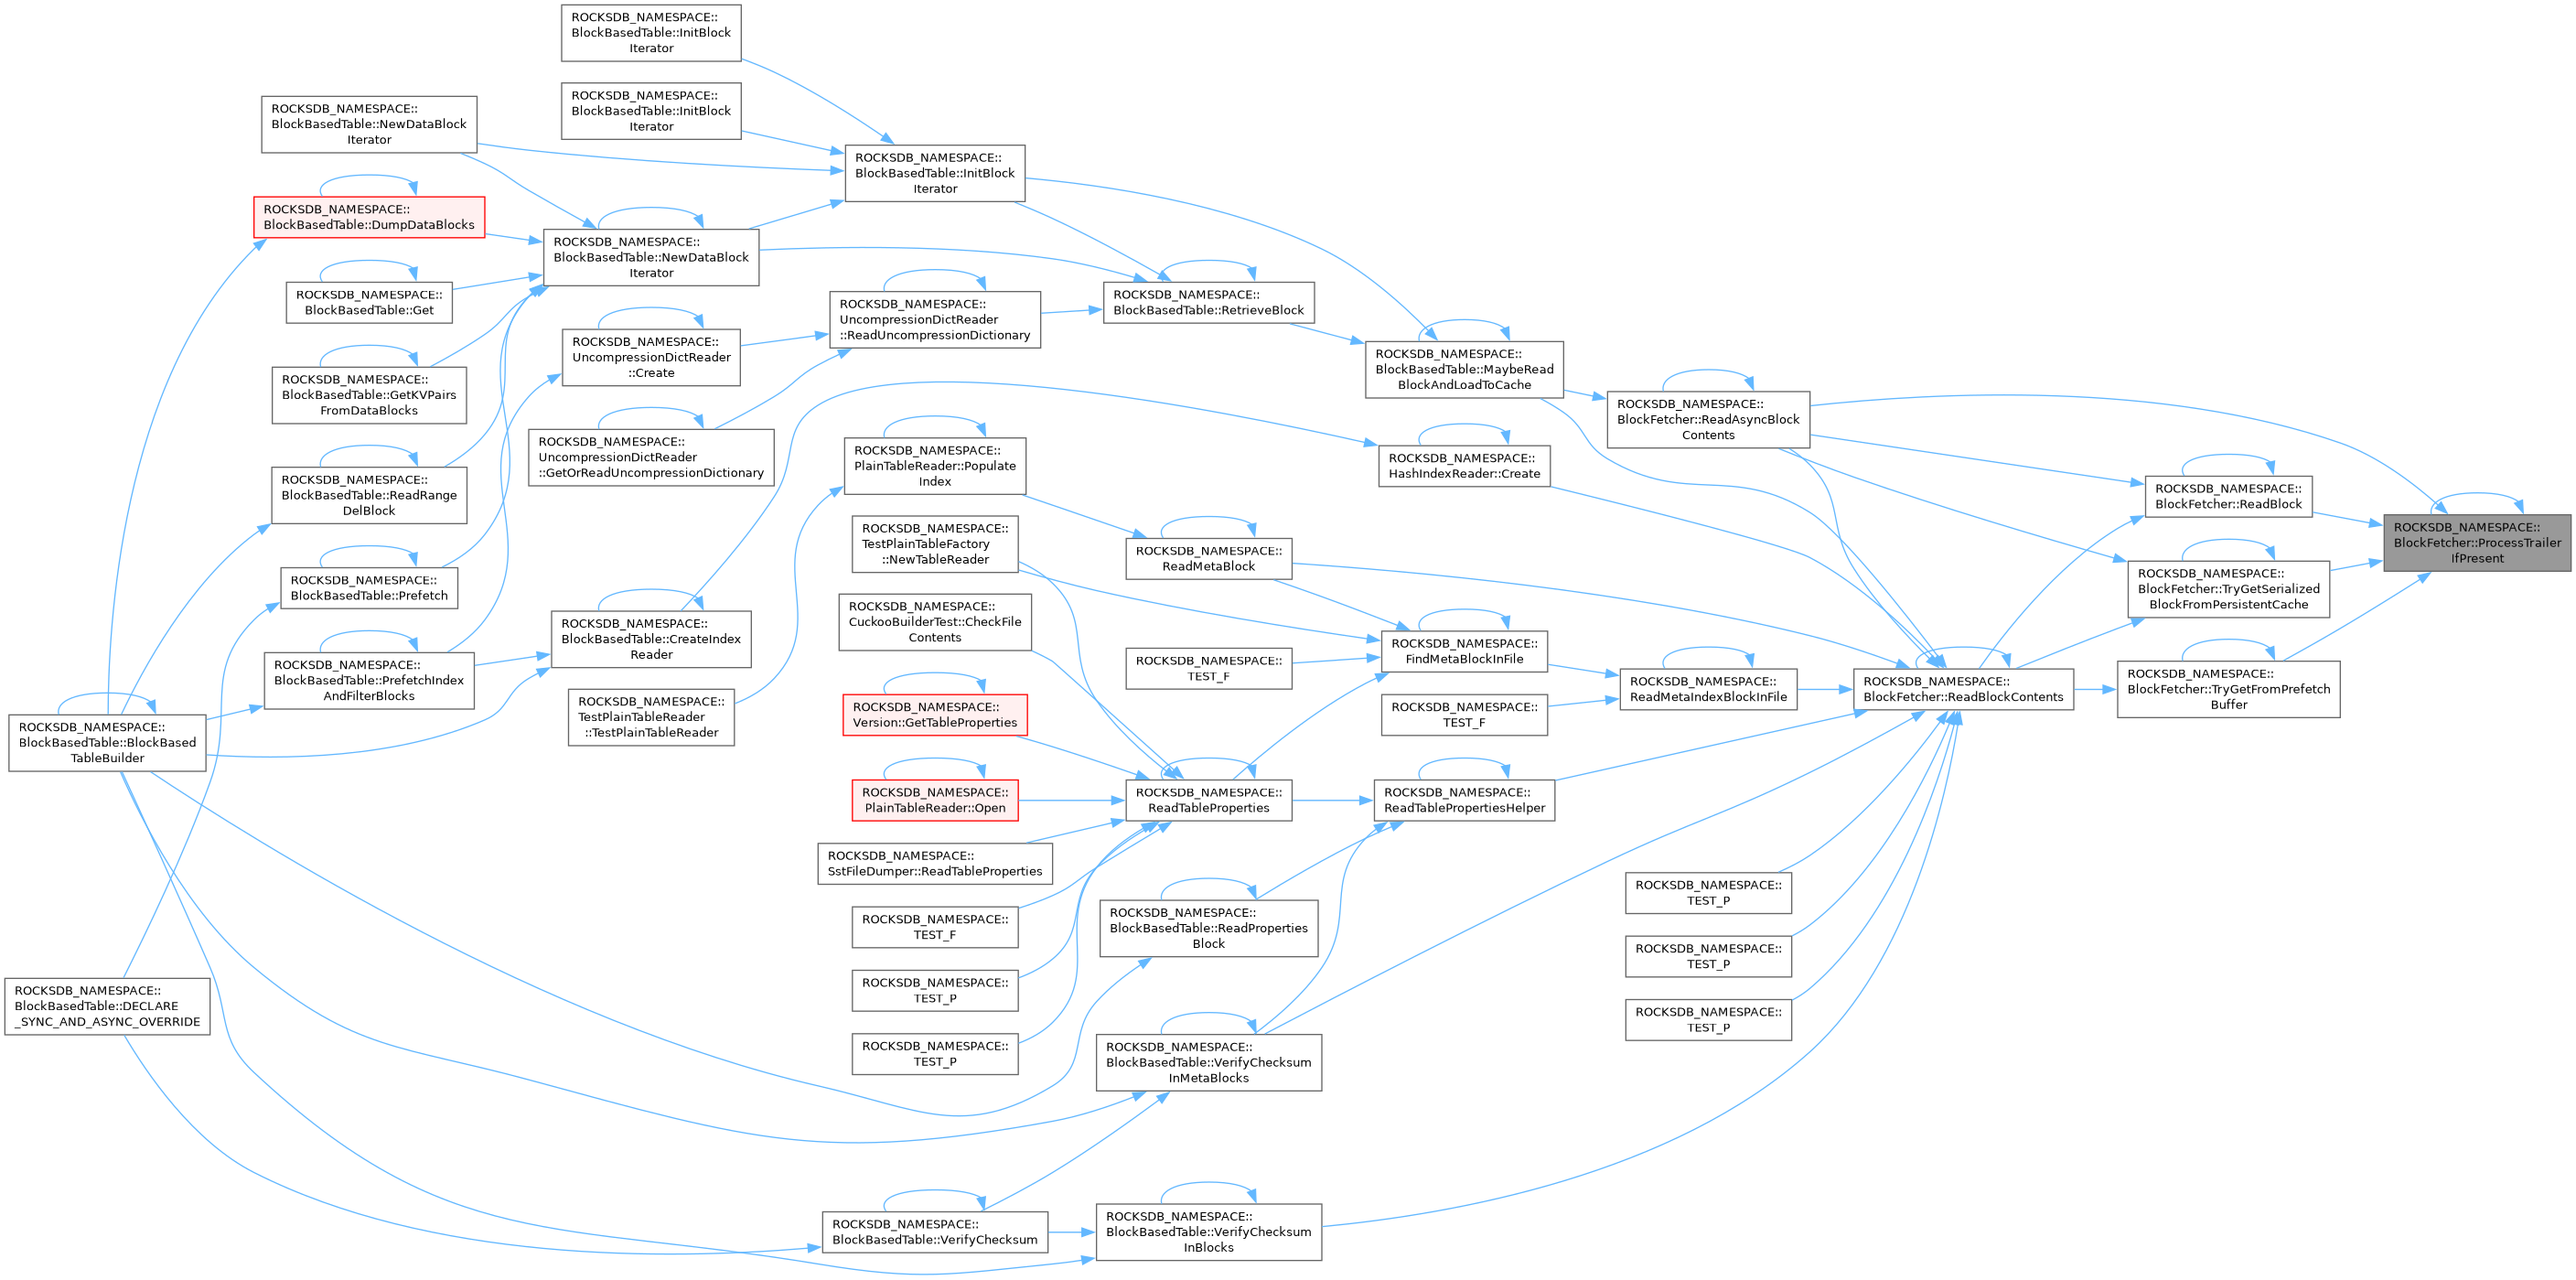 ROCKSDB_NAMESPACE::
BlockBasedTable::InitBlock
Iterator
ROCKSDB_NAMESPACE::
BlockBasedTable::InitBlock
Iterator
ROCKSDB_NAMESPACE::
BlockBasedTable::NewDataBlock
Iterator
ROCKSDB_NAMESPACE::
BlockBasedTable::InitBlock
Iterator
ROCKSDB_NAMESPACE::
BlockBasedTable::DumpDataBlocks
ROCKSDB_NAMESPACE::
BlockBasedTable::NewDataBlock
Iterator
ROCKSDB_NAMESPACE::
BlockBasedTable::Get
ROCKSDB_NAMESPACE::
UncompressionDictReader
::ReadUncompressionDictionary
ROCKSDB_NAMESPACE::
BlockBasedTable::RetrieveBlock
ROCKSDB_NAMESPACE::
UncompressionDictReader
::Create
ROCKSDB_NAMESPACE::
BlockBasedTable::MaybeRead
BlockAndLoadToCache
ROCKSDB_NAMESPACE::
BlockBasedTable::GetKVPairs
FromDataBlocks
ROCKSDB_NAMESPACE::
BlockFetcher::ReadAsyncBlock
Contents
ROCKSDB_NAMESPACE::
UncompressionDictReader
::GetOrReadUncompressionDictionary
ROCKSDB_NAMESPACE::
PlainTableReader::Populate
Index
ROCKSDB_NAMESPACE::
HashIndexReader::Create
ROCKSDB_NAMESPACE::
BlockBasedTable::ReadRange
DelBlock
ROCKSDB_NAMESPACE::
BlockFetcher::ReadBlock
ROCKSDB_NAMESPACE::
BlockFetcher::ProcessTrailer
IfPresent
ROCKSDB_NAMESPACE::
TestPlainTableFactory
::NewTableReader
ROCKSDB_NAMESPACE::
ReadMetaBlock
ROCKSDB_NAMESPACE::
BlockFetcher::TryGetSerialized
BlockFromPersistentCache
ROCKSDB_NAMESPACE::
BlockBasedTable::Prefetch
ROCKSDB_NAMESPACE::
CuckooBuilderTest::CheckFile
Contents
ROCKSDB_NAMESPACE::
BlockBasedTable::CreateIndex
Reader
ROCKSDB_NAMESPACE::
FindMetaBlockInFile
ROCKSDB_NAMESPACE::
TEST_F
ROCKSDB_NAMESPACE::
BlockBasedTable::PrefetchIndex
AndFilterBlocks
ROCKSDB_NAMESPACE::
ReadMetaIndexBlockInFile
ROCKSDB_NAMESPACE::
BlockFetcher::ReadBlockContents
ROCKSDB_NAMESPACE::
BlockFetcher::TryGetFromPrefetch
Buffer
ROCKSDB_NAMESPACE::
TestPlainTableReader
::TestPlainTableReader
ROCKSDB_NAMESPACE::
Version::GetTableProperties
ROCKSDB_NAMESPACE::
TEST_F
ROCKSDB_NAMESPACE::
BlockBasedTable::BlockBased
TableBuilder
ROCKSDB_NAMESPACE::
PlainTableReader::Open
ROCKSDB_NAMESPACE::
ReadTableProperties
ROCKSDB_NAMESPACE::
ReadTablePropertiesHelper
ROCKSDB_NAMESPACE::
SstFileDumper::ReadTableProperties
ROCKSDB_NAMESPACE::
TEST_P
ROCKSDB_NAMESPACE::
TEST_F
ROCKSDB_NAMESPACE::
BlockBasedTable::ReadProperties
Block
ROCKSDB_NAMESPACE::
TEST_P
ROCKSDB_NAMESPACE::
TEST_P
ROCKSDB_NAMESPACE::
BlockBasedTable::DECLARE
_SYNC_AND_ASYNC_OVERRIDE
ROCKSDB_NAMESPACE::
TEST_P
ROCKSDB_NAMESPACE::
TEST_P
ROCKSDB_NAMESPACE::
BlockBasedTable::VerifyChecksum
InMetaBlocks
ROCKSDB_NAMESPACE::
BlockBasedTable::VerifyChecksum
ROCKSDB_NAMESPACE::
BlockBasedTable::VerifyChecksum
InBlocks